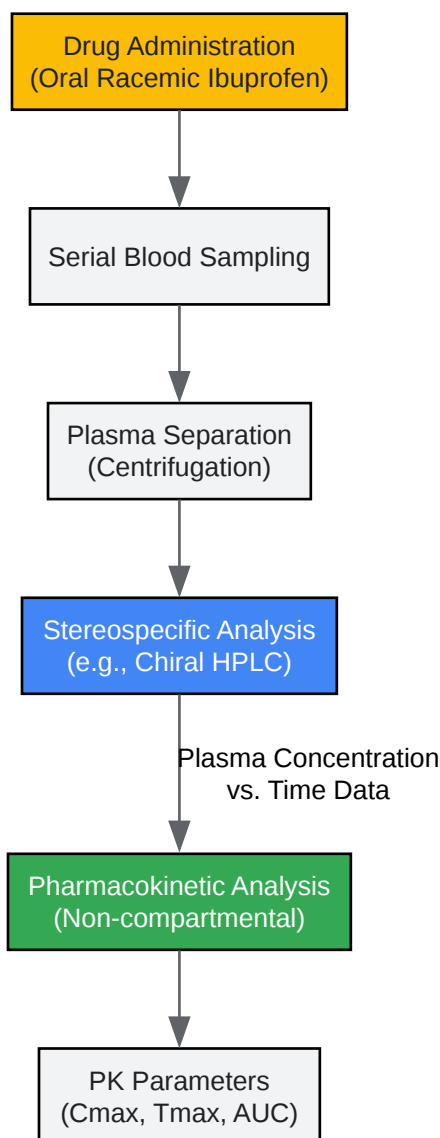 Drug Administration
(Oral Racemic Ibuprofen)
Serial Blood Sampling
Plasma Separation
(Centrifugation)
Stereospecific Analysis
(e.g., Chiral HPLC)
Plasma Concentration
vs. Time Data
Pharmacokinetic Analysis
(Non-compartmental)
PK Parameters
(Cmax, Tmax, AUC)